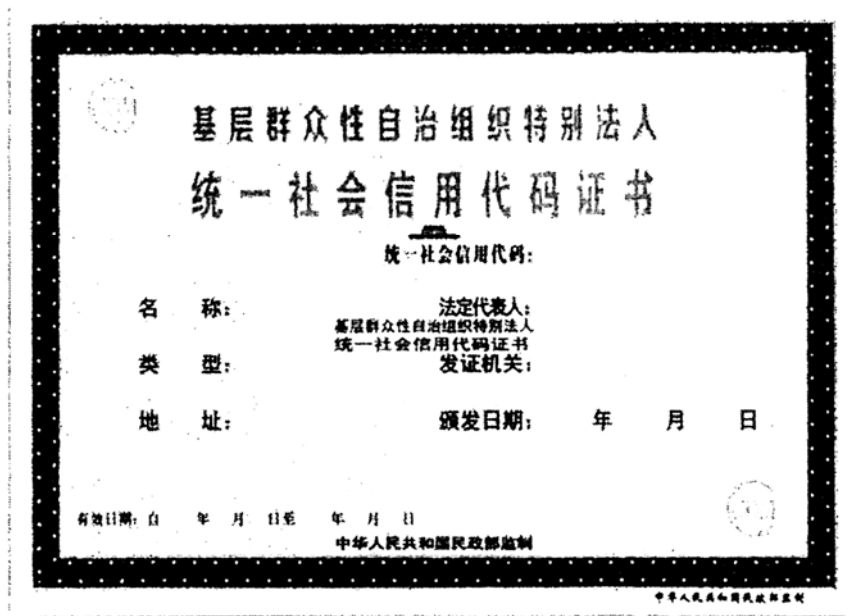 基层群众性自治组织特别法人
统一社会信用代码证书
统一社会信用代码:
名 称: 法定代表人:
基层群众性自治组织特别法人
统一社会信用代码证书
类 型: 发证机关:
地 址: 颁发日期: 年 月 日
有效日期: 自 年 月 日至 年 月 日
中华人民共和国民政部监制
中华人民共和国民政部监制